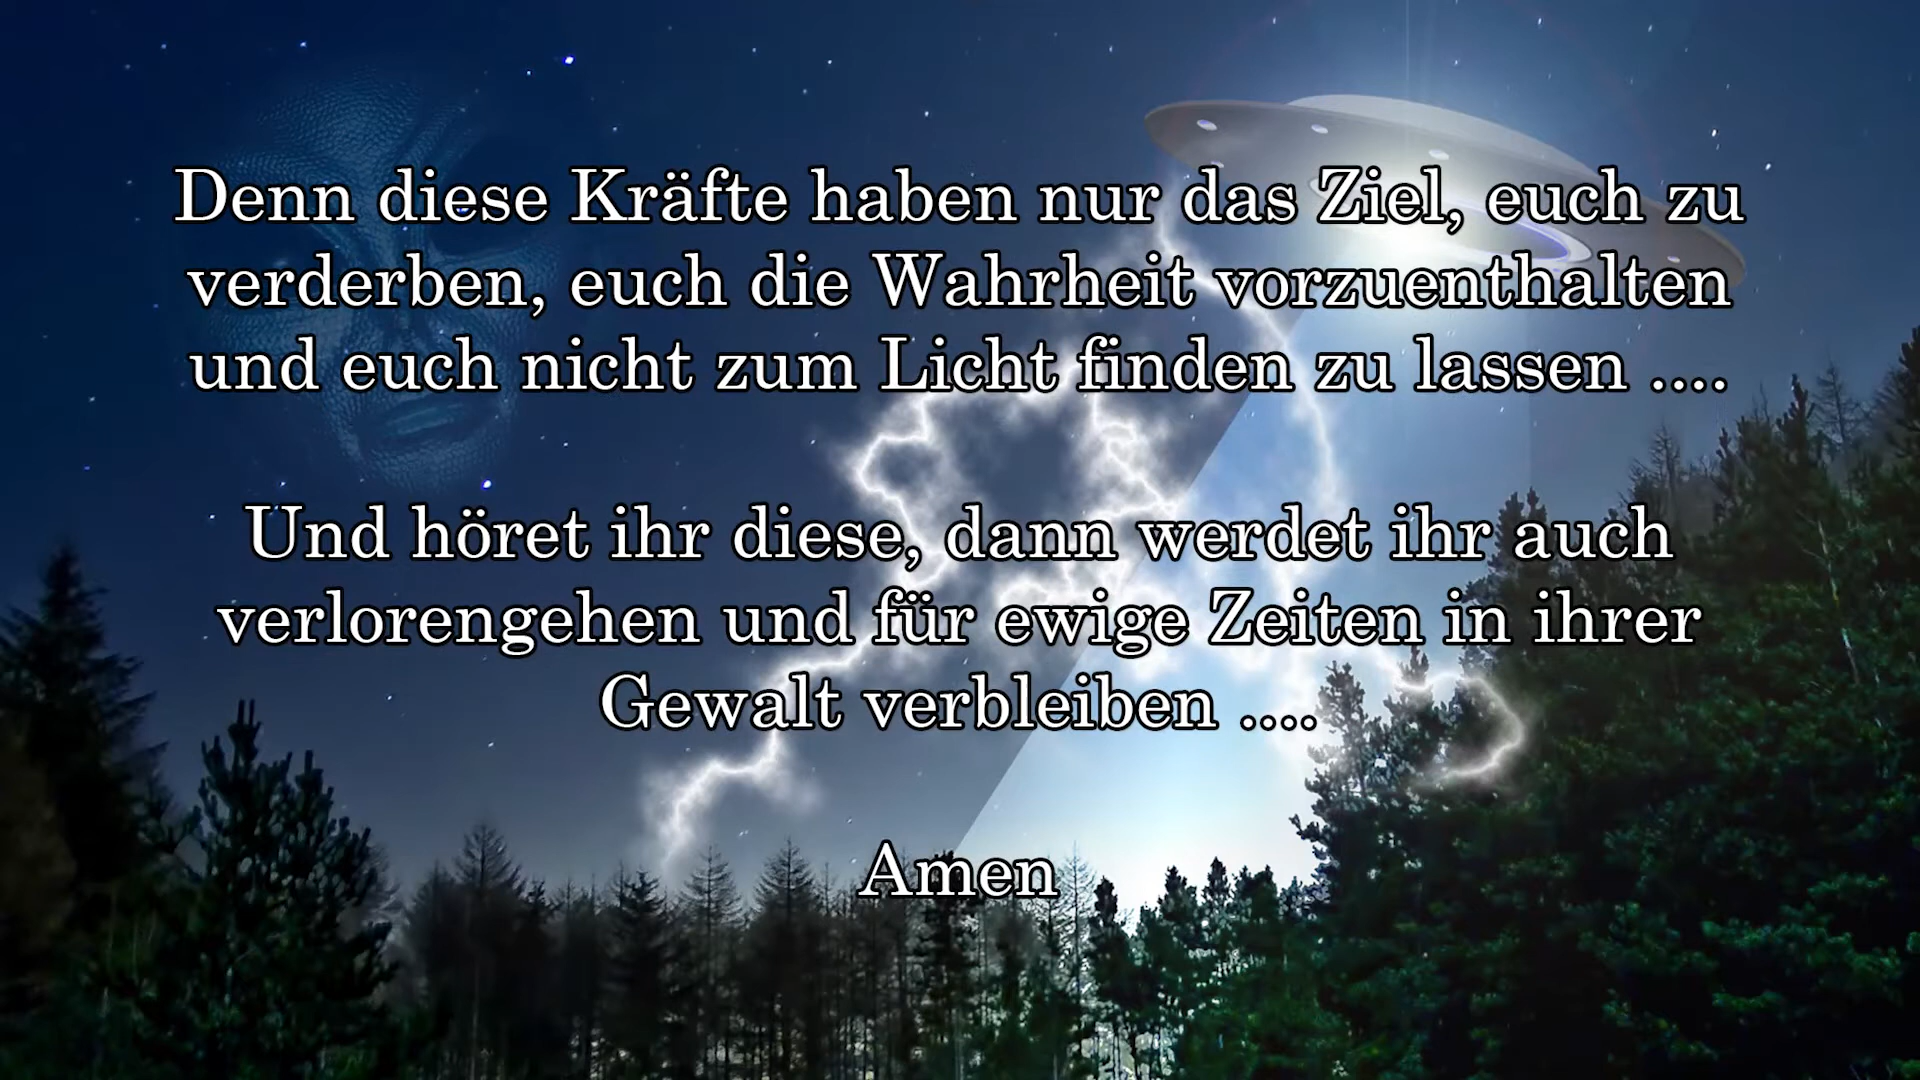 Denn diese Kräfte haben nur das Ziel, euch zu
verderben, euch die Wahrheit vorzuenthalten
und euch nicht zum Licht finden zu lassen ....
Und höret ihr diese, dann werdet ihr auch
verlorengehen und für ewige Zeiten in ihrer
Gewalt verbleiben ....
Amen